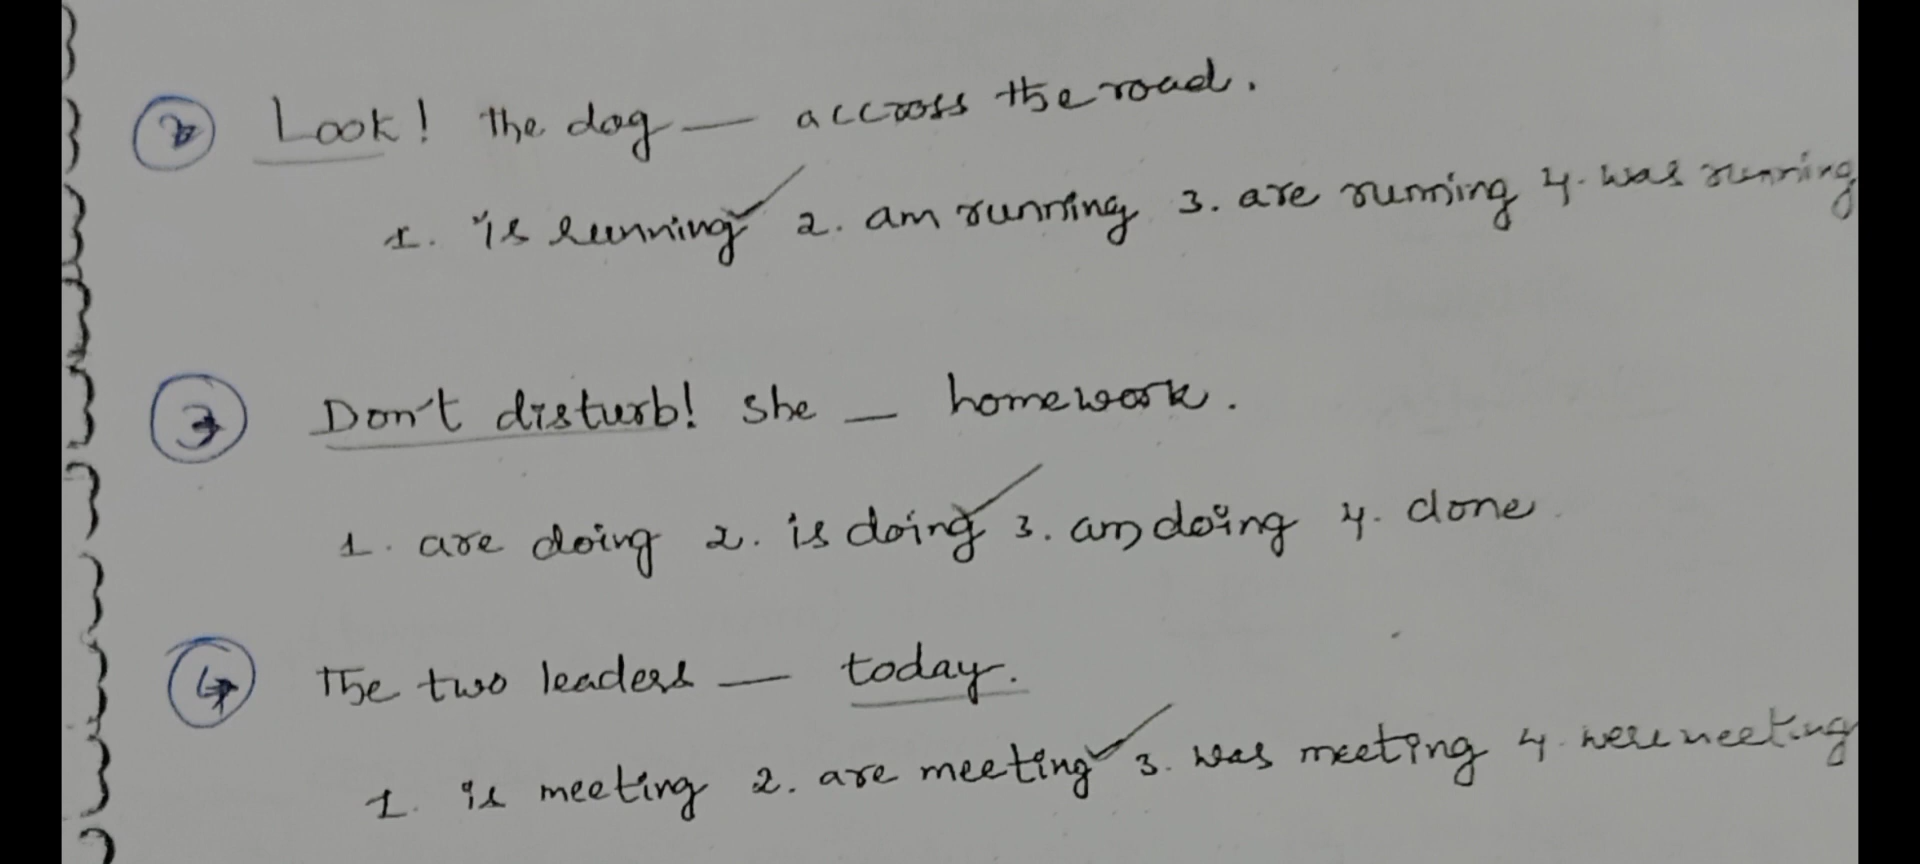 2 Look! The dog — accross the road.
1. is running ✓ 2. am running 3. are running 4. was running
3 Don't disturb! She — homework.
1. are doing 2. is doing ✓ 3. am doing 4. done
4 The two leaders — today.
1. is meeting 2. are meeting ✓ 3. was meeting 4. were meeting